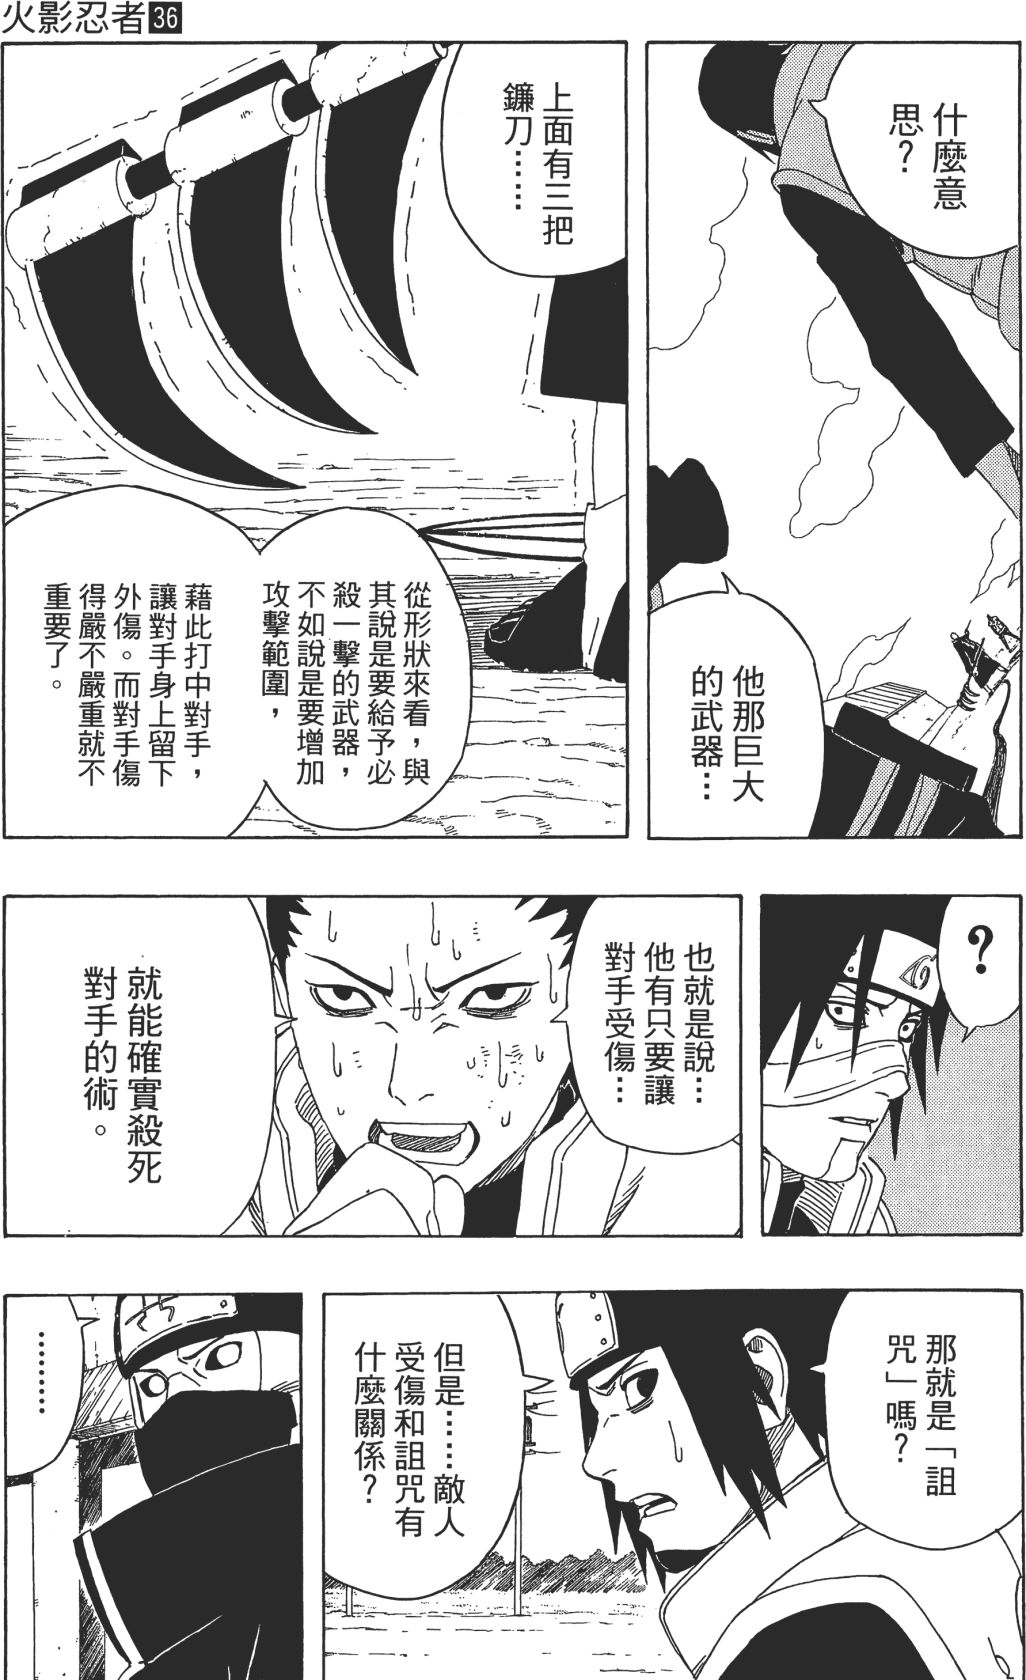 火影忍者36
什麼意
思？
他那巨大
的武器…
上面有三把
鐮刀……
從形狀來看，與
其說是要給予必
殺一擊的武器，
不如說是要增加
攻擊範圍，
藉此打中對手，
讓對手身上留下
外傷。而對手傷
得嚴不嚴重就不
重要了。
？
也就是說…
他有只要讓
對手受傷…
就能確實殺死
對手的術。
那就是「詛
咒」嗎？
但是……敵人
受傷和詛咒有
什麼關係？
………